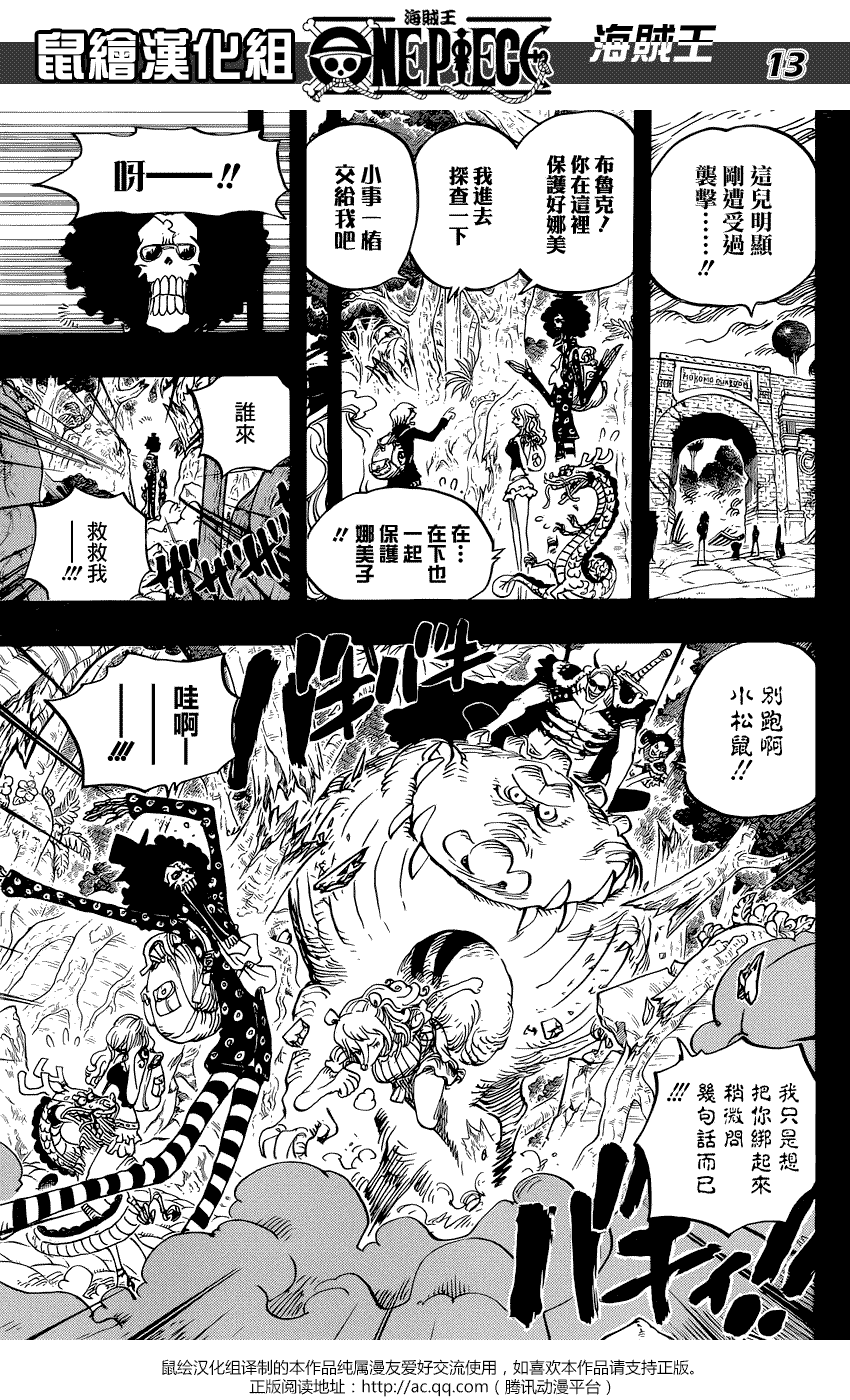 鼠繪漢化組
海賊王
ONE PIECE
海賊王
13
這兒明顯
剛遭受過
襲擊……!!
MOKOMO DUKEDOM
布魯克!
你在這裡
保護好娜美
我進去
探查一下
小事一樁
交給我吧
在…
在下也
一起
保護
娜美子
!!
呀——!!
誰來
救救我
—!!!
ザザザ
別跑啊
小松鼠!!
バキバキ
哇啊—
——
——!!!
我只是想
把你綁起來
稍微問
幾句話而已
!!!
鼠绘汉化组译制的本作品纯属漫友爱好交流使用，如喜欢本作品请支持正版。
正版阅读地址：http://ac.qq.com（腾讯动漫平台）